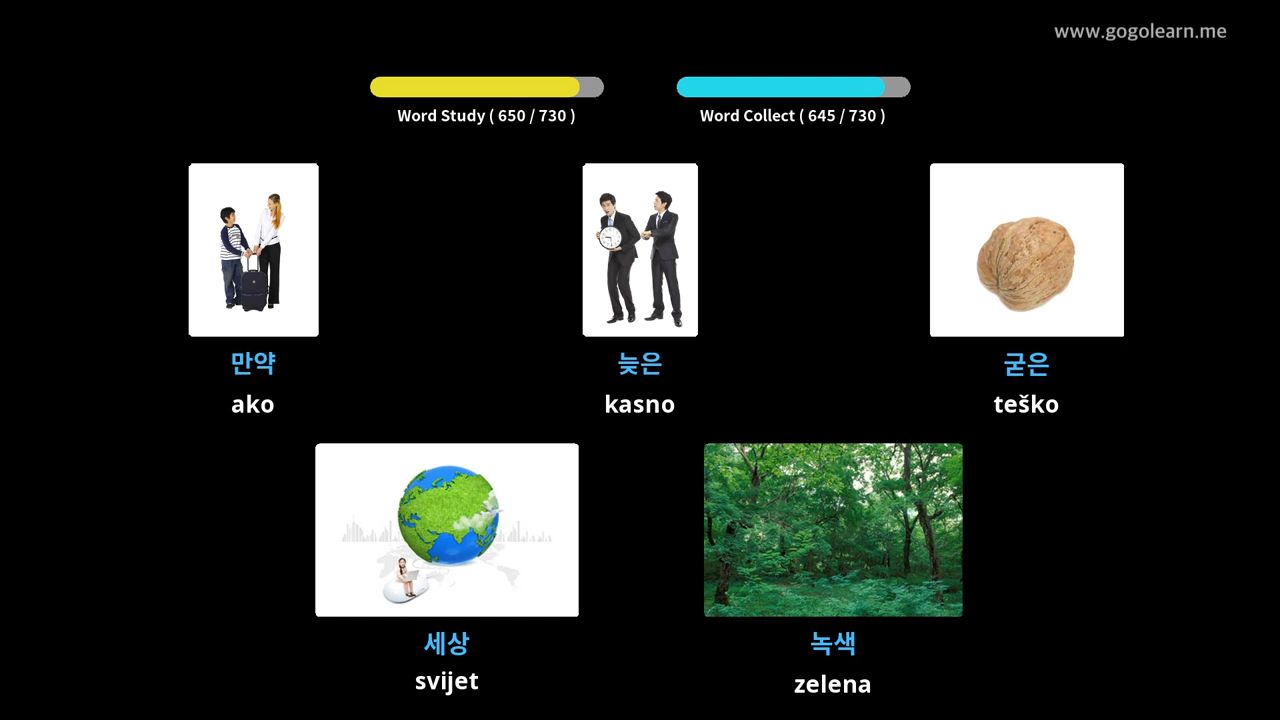 www.gogolearn.me
Word Study ( 650 / 730 )
Word Collect ( 645 / 730 )
만약
늦은
굳은
ako
kasno
teško
세상
녹색
svijet
zelena